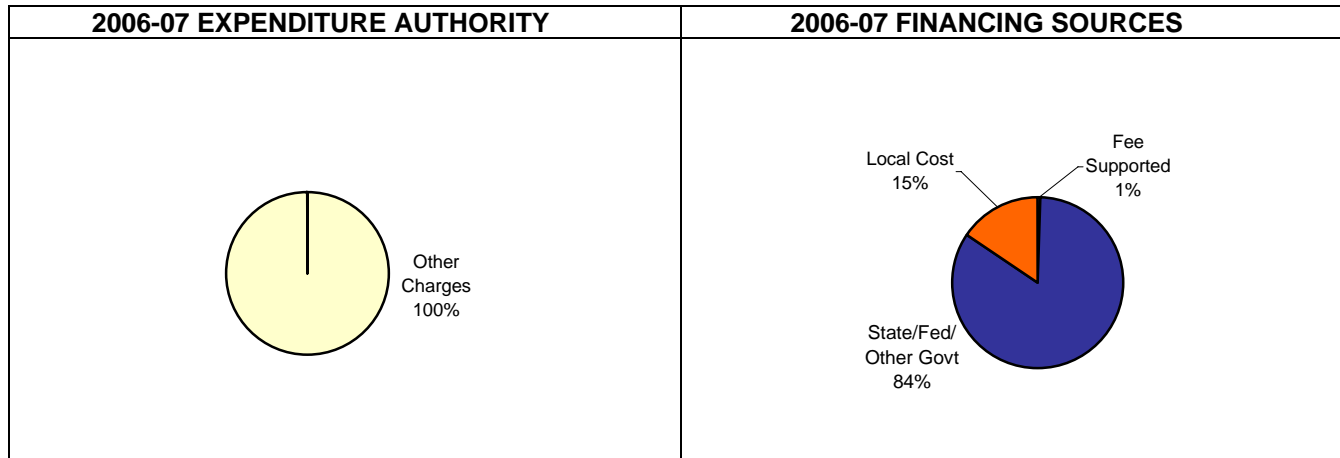 2006-07 EXPENDITURE AUTHORITY
2006-07 FINANCING SOURCES
Other
Charges
100%
Local Cost
15%
Fee
Supported
1%
State/Fed/
Other Govt
84%